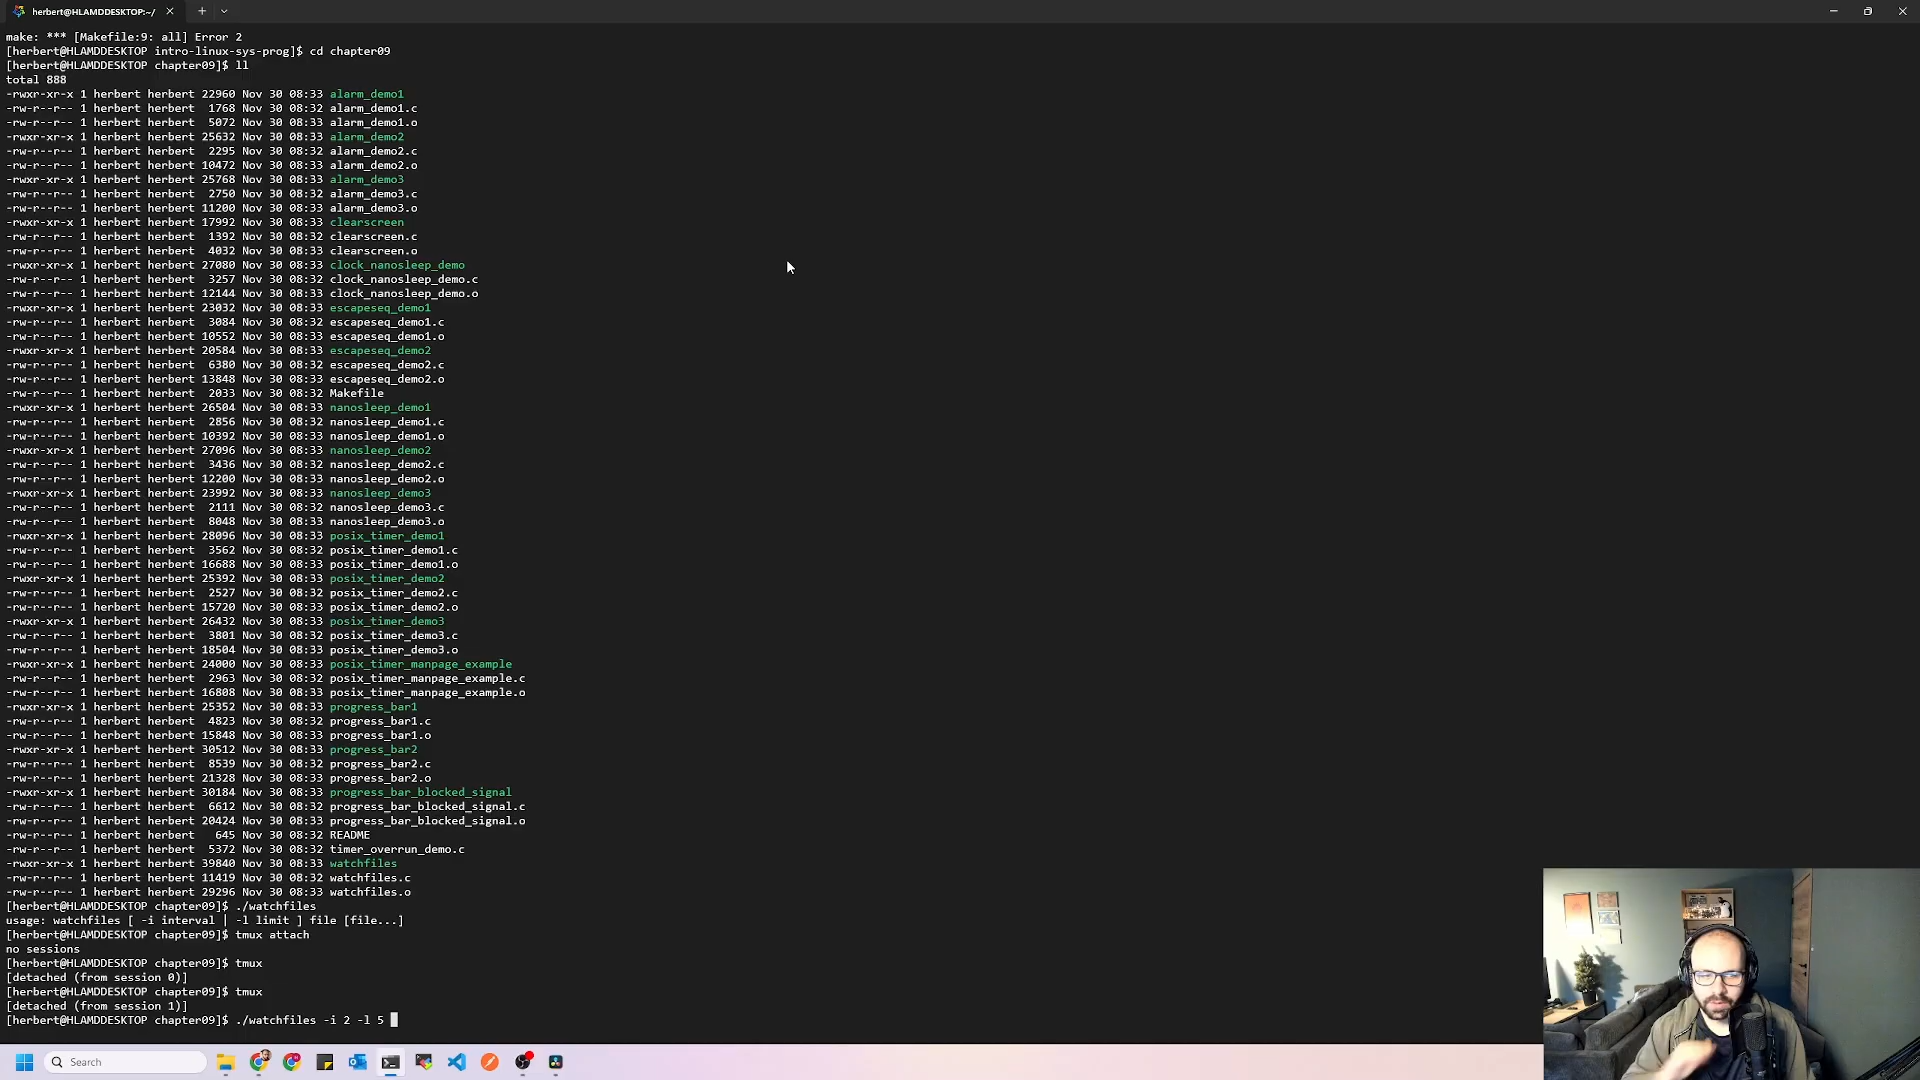 herbert@HLAMDDESKTOP:~/
make: *** [Makefile:9: all] Error 2
[herbert@HLAMDDESKTOP intro-linux-sys-prog]$ cd chapter09
[herbert@HLAMDDESKTOP chapter09]$ ll
total 888
-rwxr-xr-x 1 herbert herbert 22960 Nov 30 08:33 alarm_demo1
-rw-r--r-- 1 herbert herbert  1768 Nov 30 08:32 alarm_demo1.c
-rw-r--r-- 1 herbert herbert  5072 Nov 30 08:33 alarm_demo1.o
-rwxr-xr-x 1 herbert herbert 25632 Nov 30 08:33 alarm_demo2
-rw-r--r-- 1 herbert herbert  2295 Nov 30 08:32 alarm_demo2.c
-rw-r--r-- 1 herbert herbert 10472 Nov 30 08:33 alarm_demo2.o
-rwxr-xr-x 1 herbert herbert 25768 Nov 30 08:33 alarm_demo3
-rw-r--r-- 1 herbert herbert  2750 Nov 30 08:32 alarm_demo3.c
-rw-r--r-- 1 herbert herbert 11200 Nov 30 08:33 alarm_demo3.o
-rwxr-xr-x 1 herbert herbert 17992 Nov 30 08:33 clearscreen
-rw-r--r-- 1 herbert herbert  1392 Nov 30 08:32 clearscreen.c
-rw-r--r-- 1 herbert herbert  4032 Nov 30 08:33 clearscreen.o
-rwxr-xr-x 1 herbert herbert 27080 Nov 30 08:33 clock_nanosleep_demo
-rw-r--r-- 1 herbert herbert  3257 Nov 30 08:32 clock_nanosleep_demo.c
-rw-r--r-- 1 herbert herbert 12144 Nov 30 08:33 clock_nanosleep_demo.o
-rwxr-xr-x 1 herbert herbert 23032 Nov 30 08:33 escapeseq_demo1
-rw-r--r-- 1 herbert herbert  3084 Nov 30 08:32 escapeseq_demo1.c
-rw-r--r-- 1 herbert herbert 10552 Nov 30 08:33 escapeseq_demo1.o
-rwxr-xr-x 1 herbert herbert 20584 Nov 30 08:33 escapeseq_demo2
-rw-r--r-- 1 herbert herbert  6380 Nov 30 08:32 escapeseq_demo2.c
-rw-r--r-- 1 herbert herbert 13848 Nov 30 08:33 escapeseq_demo2.o
-rw-r--r-- 1 herbert herbert  2033 Nov 30 08:32 Makefile
-rwxr-xr-x 1 herbert herbert 26504 Nov 30 08:33 nanosleep_demo1
-rw-r--r-- 1 herbert herbert  2856 Nov 30 08:32 nanosleep_demo1.c
-rw-r--r-- 1 herbert herbert 10392 Nov 30 08:33 nanosleep_demo1.o
-rwxr-xr-x 1 herbert herbert 27096 Nov 30 08:33 nanosleep_demo2
-rw-r--r-- 1 herbert herbert  3436 Nov 30 08:32 nanosleep_demo2.c
-rw-r--r-- 1 herbert herbert 12200 Nov 30 08:33 nanosleep_demo2.o
-rwxr-xr-x 1 herbert herbert 23992 Nov 30 08:33 nanosleep_demo3
-rw-r--r-- 1 herbert herbert  2111 Nov 30 08:32 nanosleep_demo3.c
-rw-r--r-- 1 herbert herbert  8048 Nov 30 08:33 nanosleep_demo3.o
-rwxr-xr-x 1 herbert herbert 28096 Nov 30 08:33 posix_timer_demo1
-rw-r--r-- 1 herbert herbert  3562 Nov 30 08:32 posix_timer_demo1.c
-rw-r--r-- 1 herbert herbert 16688 Nov 30 08:33 posix_timer_demo1.o
-rwxr-xr-x 1 herbert herbert 25392 Nov 30 08:33 posix_timer_demo2
-rw-r--r-- 1 herbert herbert  2527 Nov 30 08:32 posix_timer_demo2.c
-rw-r--r-- 1 herbert herbert 15720 Nov 30 08:33 posix_timer_demo2.o
-rwxr-xr-x 1 herbert herbert 26432 Nov 30 08:33 posix_timer_demo3
-rw-r--r-- 1 herbert herbert  3801 Nov 30 08:32 posix_timer_demo3.c
-rw-r--r-- 1 herbert herbert 18504 Nov 30 08:33 posix_timer_demo3.o
-rwxr-xr-x 1 herbert herbert 24000 Nov 30 08:33 posix_timer_manpage_example
-rw-r--r-- 1 herbert herbert  2963 Nov 30 08:32 posix_timer_manpage_example.c
-rw-r--r-- 1 herbert herbert 16808 Nov 30 08:33 posix_timer_manpage_example.o
-rwxr-xr-x 1 herbert herbert 25352 Nov 30 08:33 progress_bar1
-rw-r--r-- 1 herbert herbert  4823 Nov 30 08:32 progress_bar1.c
-rw-r--r-- 1 herbert herbert 15848 Nov 30 08:33 progress_bar1.o
-rwxr-xr-x 1 herbert herbert 30512 Nov 30 08:33 progress_bar2
-rw-r--r-- 1 herbert herbert  8539 Nov 30 08:32 progress_bar2.c
-rw-r--r-- 1 herbert herbert 21328 Nov 30 08:33 progress_bar2.o
-rwxr-xr-x 1 herbert herbert 30184 Nov 30 08:33 progress_bar_blocked_signal
-rw-r--r-- 1 herbert herbert  6612 Nov 30 08:32 progress_bar_blocked_signal.c
-rw-r--r-- 1 herbert herbert 20424 Nov 30 08:33 progress_bar_blocked_signal.o
-rw-r--r-- 1 herbert herbert   645 Nov 30 08:32 README
-rw-r--r-- 1 herbert herbert  5372 Nov 30 08:32 timer_overrun_demo.c
-rwxr-xr-x 1 herbert herbert 39840 Nov 30 08:33 watchfiles
-rw-r--r-- 1 herbert herbert 11419 Nov 30 08:32 watchfiles.c
-rw-r--r-- 1 herbert herbert 29296 Nov 30 08:33 watchfiles.o
[herbert@HLAMDDESKTOP chapter09]$ ./watchfiles
usage: watchfiles [ -i interval | -l limit ] file [file...]
[herbert@HLAMDDESKTOP chapter09]$ tmux attach
no sessions
[herbert@HLAMDDESKTOP chapter09]$ tmux
[detached (from session 0)]
[herbert@HLAMDDESKTOP chapter09]$ tmux
[detached (from session 1)]
[herbert@HLAMDDESKTOP chapter09]$ ./watchfiles -i 2 -l 5
Search